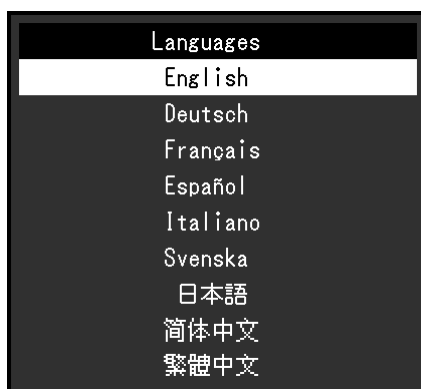 Languages
English
Deutsch
Français
Español
Italiano
Svenska
日本語
简体中文
繁體中文